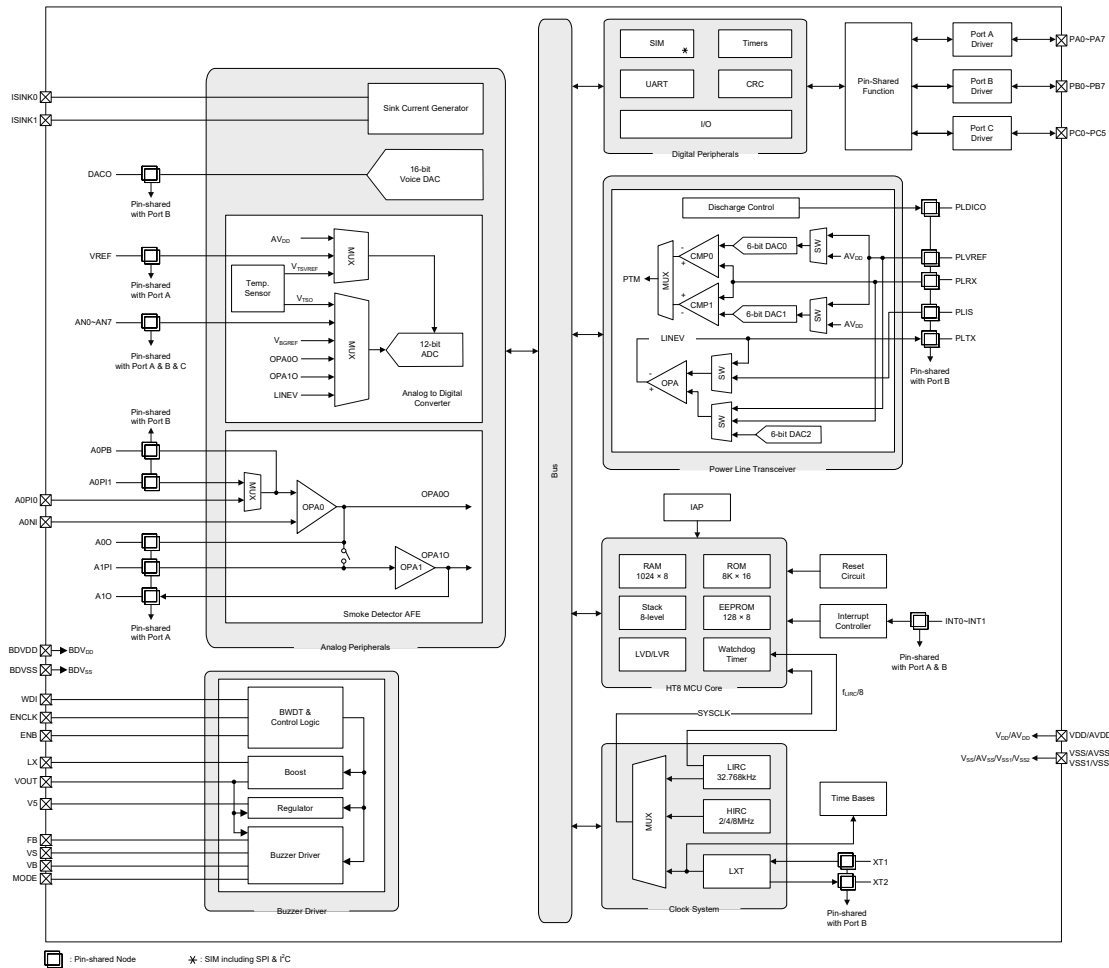 ISINK0
ISINK1
Sink Current Generator
DACO
16-bit
Voice DAC
Pin-shared
with Port B
VREF
Pin-shared
with Port A
AN0~AN7
Pin-shared
with Port A & B & C
AVDD
MUX
VTSVREF
Temp.
Sensor
VTSO
VBGREF
OPA0O
OPA1O
LINEV
MUX
12-bit
ADC
Analog to Digital
Converter
Pin-shared
with Port B
A0PB
A0PI1
A0PI0
A0NI
A0O
A1PI
A1O
Pin-shared
with Port A
MUX
OPA0
OPA0O
OPA1
OPA1O
Smoke Detector AFE
Analog Peripherals
BDVDD
BDVDD
BDVSS
BDVSS
WDI
ENCLK
ENB
LX
VOUT
V5
FB
VS
VB
MODE
BWDT &
Control Logic
Boost
Regulator
Buzzer Driver
Buzzer Driver
Bus
SIM
*
Timers
UART
CRC
I/O
Digital Peripherals
Pin-Shared
Function
Port A
Driver
Port B
Driver
Port C
Driver
PA0~PA7
PB0~PB7
PC0~PC5
Discharge Control
PLDICO
PTM
MUX
-
CMP0
+
6-bit DAC0
SW
AVDD
+
CMP1
-
6-bit DAC1
SW
AVDD
PLVREF
PLRX
PLIS
PLTX
Pin-shared
with Port B
LINEV
-
OPA
+
SW
SW
6-bit DAC2
Power Line Transceiver
IAP
RAM
1024 × 8
ROM
8K × 16
Stack
8-level
EEPROM
128 × 8
LVD/LVR
Watchdog
Timer
HT8 MCU Core
Reset
Circuit
Interrupt
Controller
INT0~INT1
Pin-shared
with Port A & B
SYSCLK
fLIRC/8
MUX
LIRC
32.768kHz
HIRC
2/4/8MHz
LXT
Clock System
Time Bases
XT1
XT2
Pin-shared
with Port B
VDD/AVDD
VDD/AVDD
VSS/AVSS/VSS1/VSS2
VSS/AVSS
VSS1/VSS
: Pin-shared Node
* : SIM including SPI & I²C